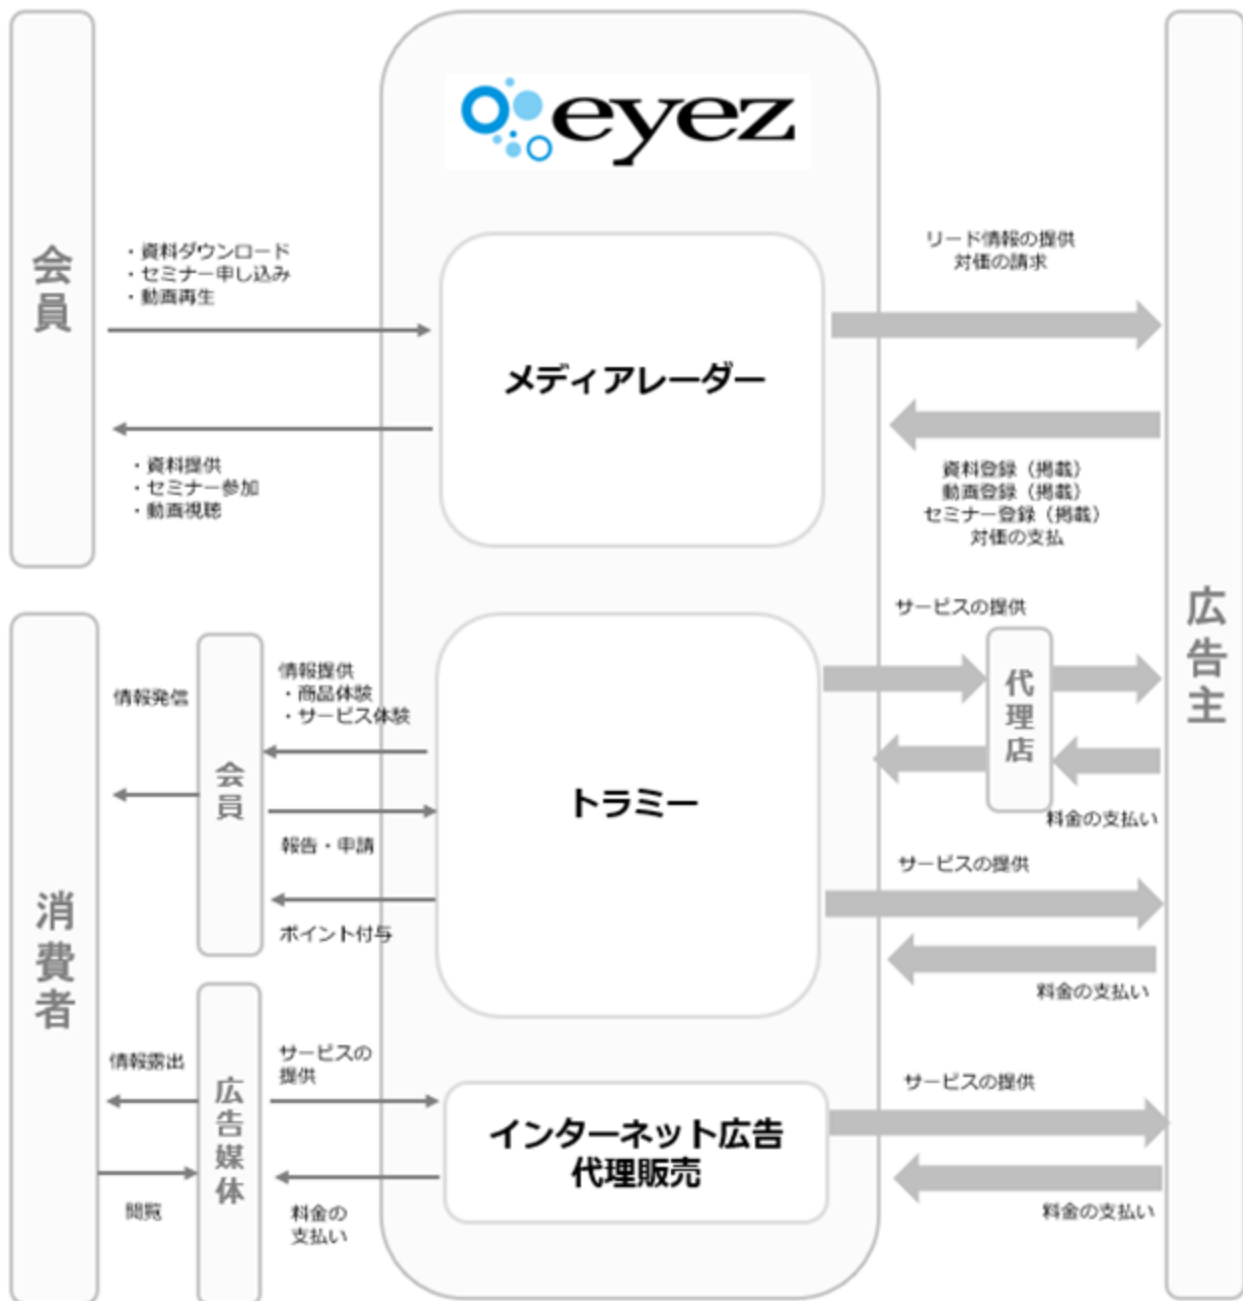 eyez
会員
・資料ダウンロード
・セミナー申し込み
・動画再生
メディアレーダー
リード情報の提供
対価の請求
・資料提供
・セミナー参加
・動画視聴
資料登録（掲載）
動画登録（掲載）
セミナー登録（掲載）
対価の支払
広告主
消費者
情報発信
会員
情報提供
・商品体験
・サービス体験
報告・申請
ポイント付与
トラミー
サービスの提供
代理店
料金の支払い
サービスの提供
料金の支払い
情報露出
閲覧
広告媒体
サービスの
提供
料金の
支払い
インターネット広告
代理販売
サービスの提供
料金の支払い